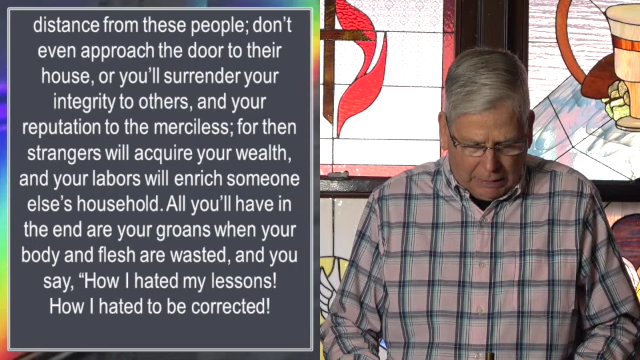 distance from these people; don't
even approach the door to their
house, or you'll surrender your
integrity to others, and your
reputation to the merciless; for then
strangers will acquire your wealth,
and your labors will enrich someone
else's household. All you'll have in
the end are your groans when your
body and flesh are wasted, and you
say, “How I hated my lessons!
How I hated to be corrected!